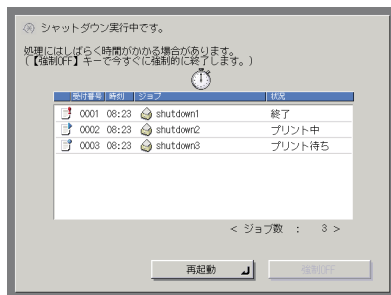 シャットダウン実行中です。
処理にはしばらく時間がかかる場合があります。
(【強制OFF】キーで今すぐに強制的に終了します。)
受付番号 時刻 ジョブ 状況
0001 08:23 shutdown1 終了
0002 08:23 shutdown2 プリント中
0003 08:23 shutdown3 プリント待ち
< ジョブ数 : 3 >
再起動 強制OFF